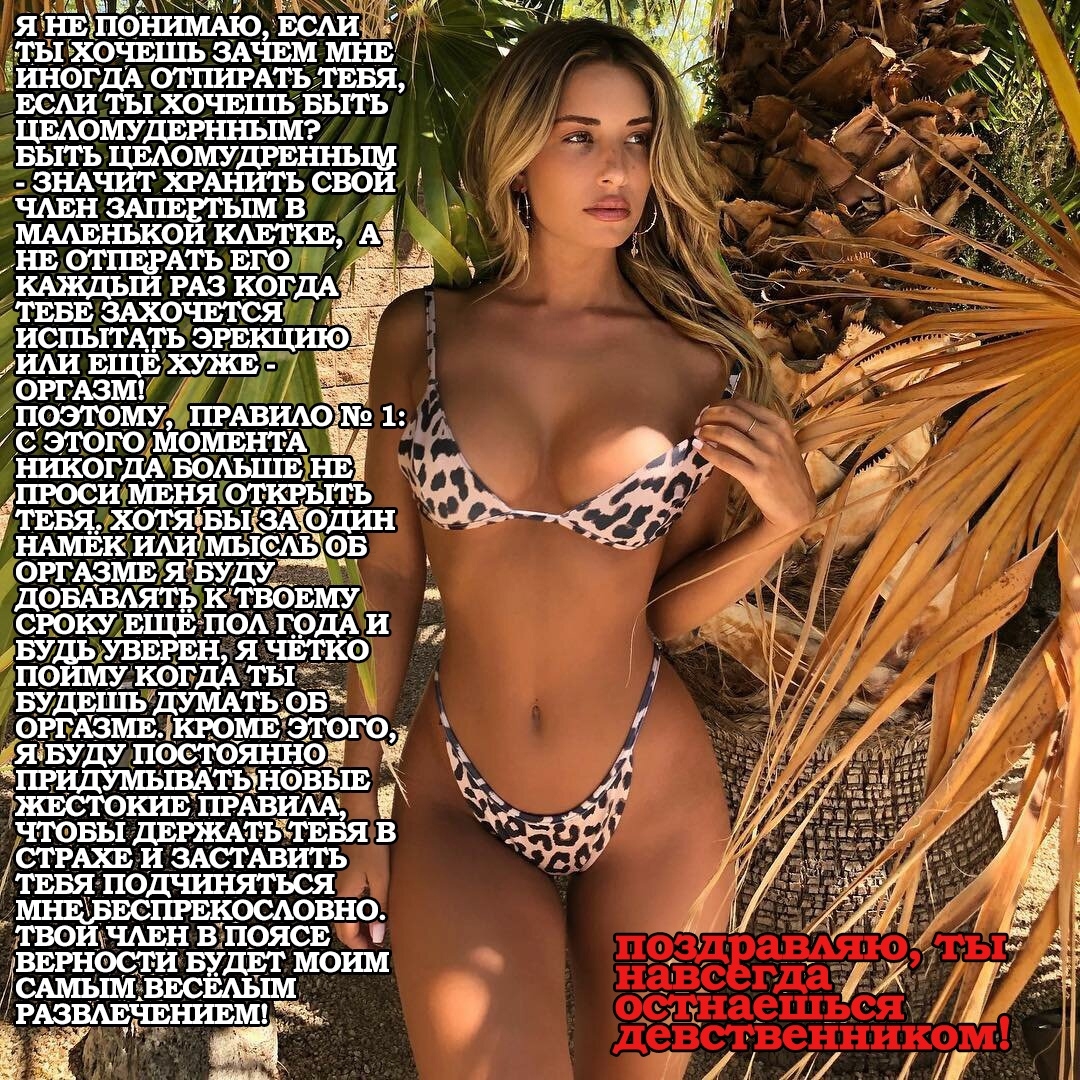 Я НЕ ПОНИМАЮ, ЕСЛИ
ТЫ ХОЧЕШЬ ЗАЧЕМ МНЕ
ИНОГДА ОТПИРАТЬ ТЕБЯ,
ЕСЛИ ТЫ ХОЧЕШЬ БЫТЬ
ЦЕЛОМУДЕРННЫМ?
БЫТЬ ЦЕЛОМУДРЕННЫМ
- ЗНАЧИТ ХРАНИТЬ СВОЙ
ЧЛЕН ЗАПЕРТЫМ В
МАЛЕНЬКОЙ КЛЕТКЕ, А
НЕ ОТПЕРАТЬ ЕГО
КАЖДЫЙ РАЗ КОГДА
ТЕБЕ ЗАХОЧЕТСЯ
ИСПЫТАТЬ ЭРЕКЦИЮ
ИЛИ ЕЩЁ ХУЖЕ -
ОРГАЗМ!
ПОЭТОМУ, ПРАВИЛО № 1:
С ЭТОГО МОМЕНТА
НИКОГДА БОЛЬШЕ НЕ
ПРОСИ МЕНЯ ОТКРЫТЬ
ТЕБЯ. ХОТЯ БЫ ЗА ОДИН
НАМЁК ИЛИ МЫСЛЬ ОБ
ОРГАЗМЕ Я БУДУ
ДОБАВЛЯТЬ К ТВОЕМУ
СРОКУ ЕЩЁ ПОЛ ГОДА И
БУДЬ УВЕРЕН, Я ЧЁТКО
ПОЙМУ КОГДА ТЫ
БУДЕШЬ ДУМАТЬ ОБ
ОРГАЗМЕ. КРОМЕ ЭТОГО,
Я БУДУ ПОСТОЯННО
ПРИДУМЫВАТЬ НОВЫЕ
ЖЕСТОКИЕ ПРАВИЛА,
ЧТОБЫ ДЕРЖАТЬ ТЕБЯ В
СТРАХЕ И ЗАСТАВИТЬ
ТЕБЯ ПОДЧИНЯТЬСЯ
МНЕ БЕСПРЕКОСЛОВНО.
ТВОЙ ЧЛЕН В ПОЯСЕ
ВЕРНОСТИ БУДЕТ МОИМ
САМЫМ ВЕСЁЛЫМ
РАЗВЛЕЧЕНИЕМ!
поздравляю, ты
навсегда
остнаешься
девственником!